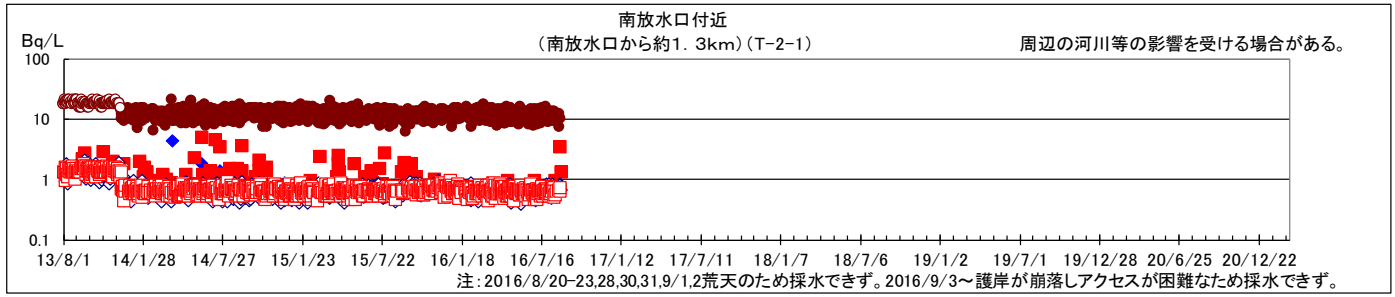 南放水口付近
Bq/L
(南放水口から約1.3km)(T-2-1)
周辺の河川等の影響を受ける場合がある。
100
10
1
0.1
13/8/1 14/1/28 14/7/27 15/1/23 15/7/22 16/1/18 16/7/16 17/1/12 17/7/11 18/1/7 18/7/6 19/1/2 19/7/1 19/12/28 20/6/25 20/12/22
注:2016/8/20-23,28,30,31,9/1,2荒天のため採水できず。2016/9/3～護岸が崩落しアクセスが困難なため採水できず。